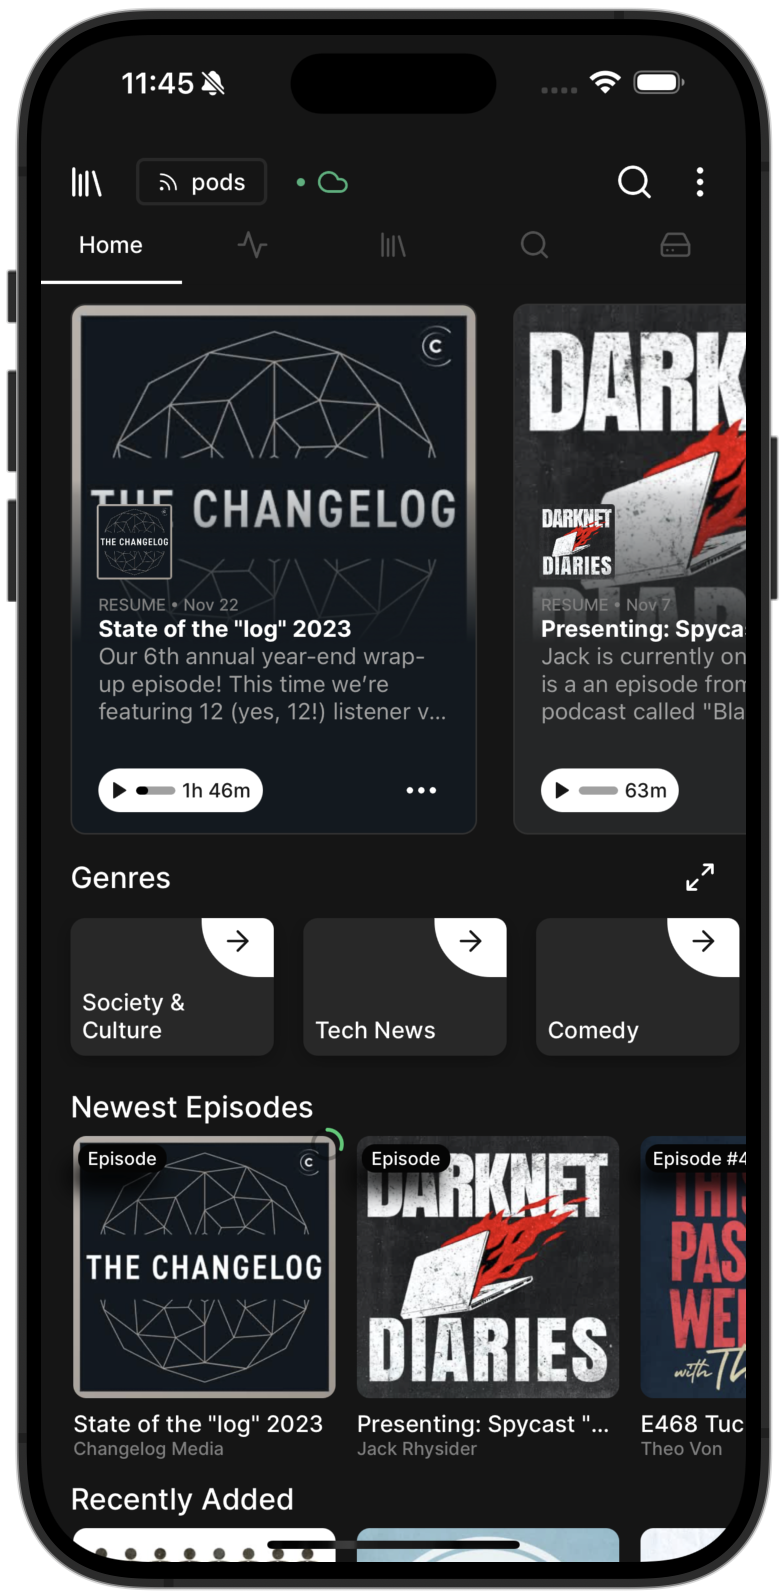 11:45
pods
Home
C
THE CHANGELOG
THE CHANGELOG
RESUME • Nov 22
State of the "log" 2023
Our 6th annual year-end wrap-
up episode! This time we’re
featuring 12 (yes, 12!) listener v...
1h 46m
DARK
DARKNET
DIARIES
RESUME • Nov 7
Presenting: Spyca
Jack is currently on
is a an episode from
podcast called "Bla
63m
Genres
Society &
Culture
Tech News
Comedy
Newest Episodes
Episode
C
THE CHANGELOG
State of the "log" 2023
Changelog Media
Episode
DARKNET
DIARIES
Presenting: Spycast "...
Jack Rhysider
Episode #4
THIS
PAS
WEE
with Th
E468 Tuc
Theo Von
Recently Added